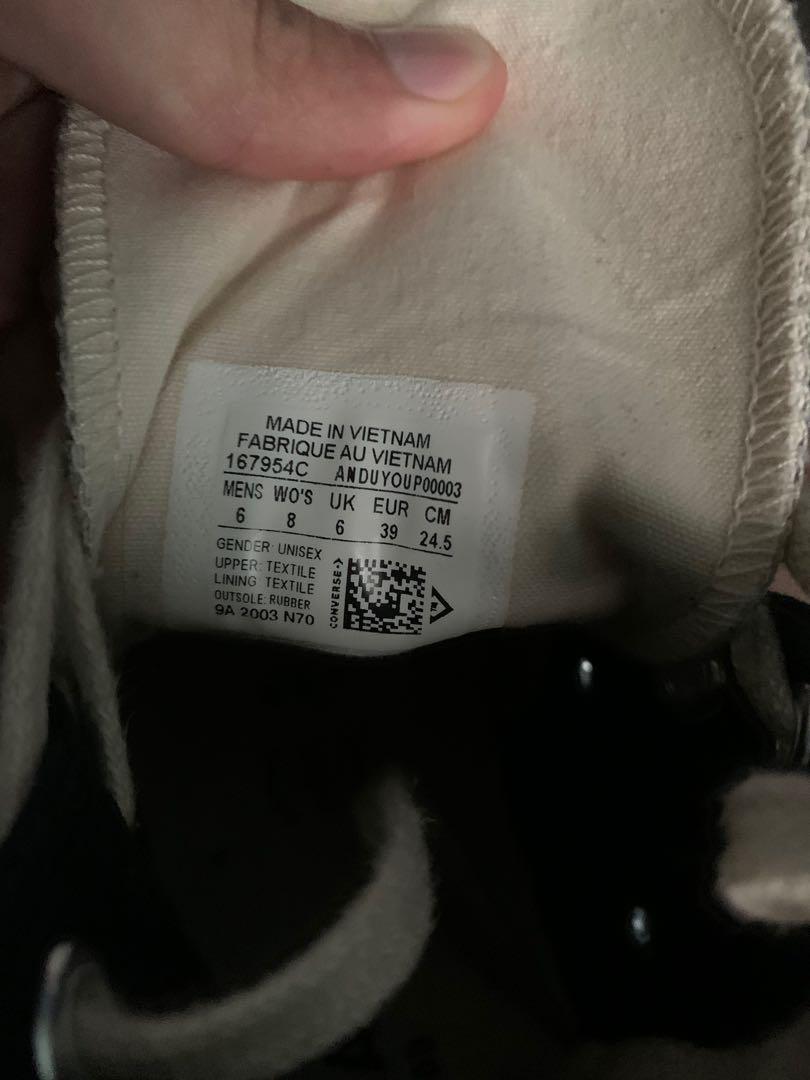 MADE IN VIETNAM
FABRIQUE AU VIETNAM
167954C ANDUYOUP00003
MENS WO'S UK EUR CM
6 8 6 39 24.5
GENDER: UNISEX
UPPER: TEXTILE
LINING TEXTILE
OUTSOLE: RUBBER
9A 2003 N70
CONVERSE